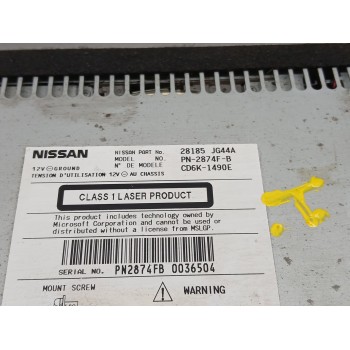 NISSAN
12V ⊖ GROUND
TENSION D'UTILISATION 12V ⊖ AU CHASSIS
NISSON PORT No. 28185 JG44A
MODEL NO. PN-2874F-B
N° DE MODELE CD6K-1490E
CLASS 1 LASER PRODUCT
This product includes technology owned by
Microsoft Corporation and cannot be used or
distributed without a license from MSLGP.
SERIAL NO. PN2874FB 0036504
MOUNT SCREW
WARNING